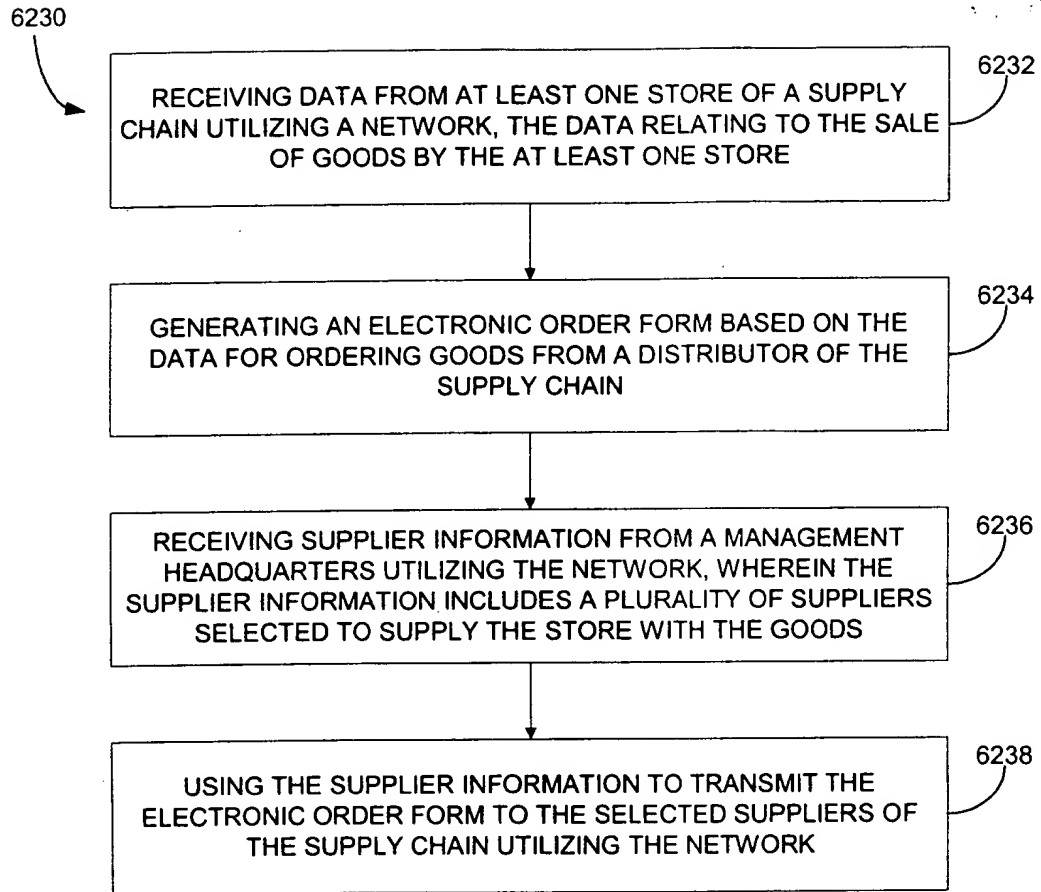 6230
6232
RECEIVING DATA FROM AT LEAST ONE STORE OF A SUPPLY
CHAIN UTILIZING A NETWORK, THE DATA RELATING TO THE SALE
OF GOODS BY THE AT LEAST ONE STORE
6234
GENERATING AN ELECTRONIC ORDER FORM BASED ON THE
DATA FOR ORDERING GOODS FROM A DISTRIBUTOR OF THE
SUPPLY CHAIN
6236
RECEIVING SUPPLIER INFORMATION FROM A MANAGEMENT
HEADQUARTERS UTILIZING THE NETWORK, WHEREIN THE
SUPPLIER INFORMATION INCLUDES A PLURALITY OF SUPPLIERS
SELECTED TO SUPPLY THE STORE WITH THE GOODS
6238
USING THE SUPPLIER INFORMATION TO TRANSMIT THE
ELECTRONIC ORDER FORM TO THE SELECTED SUPPLIERS OF
THE SUPPLY CHAIN UTILIZING THE NETWORK